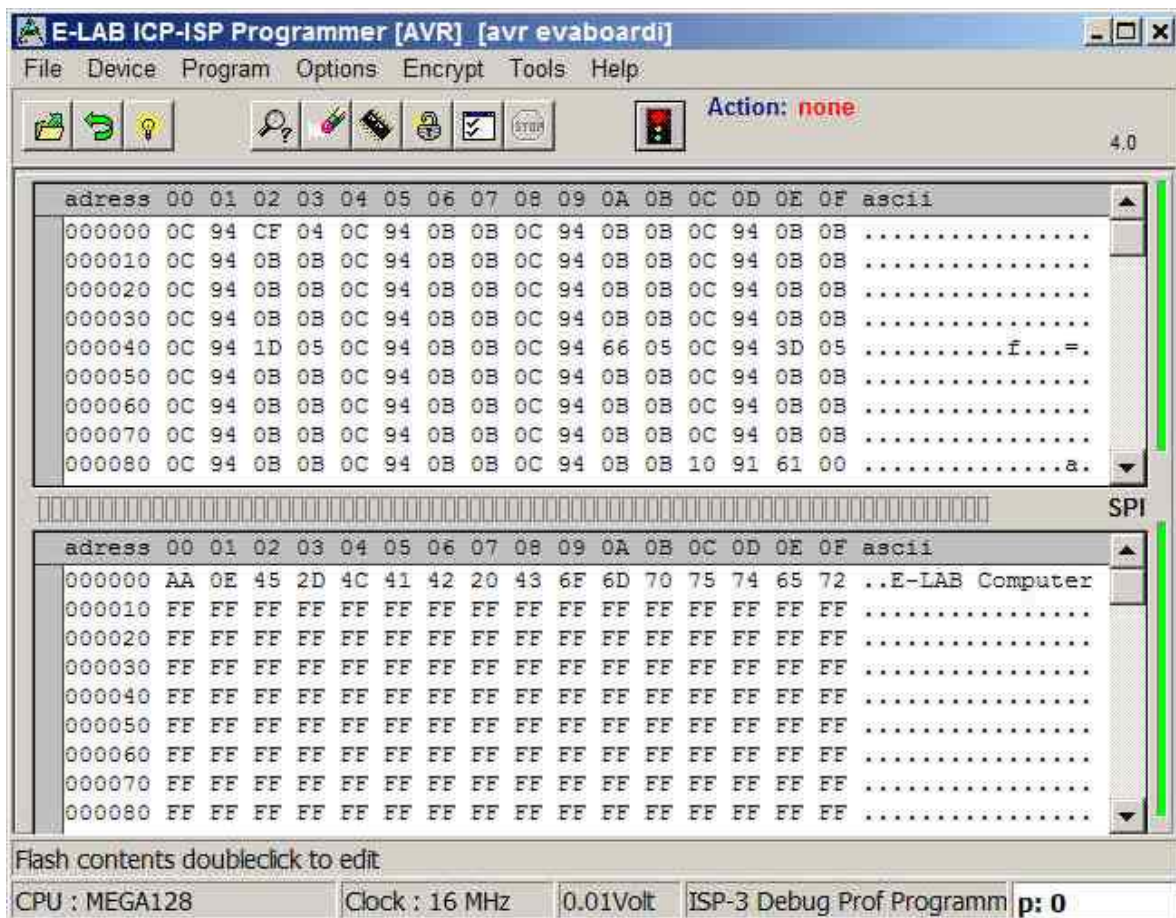 E-LAB ICP-ISP Programmer [AVR] [avr evaboardi]
File Device Program Options Encrypt Tools Help
STOP
Action: none
4.0
adress 00 01 02 03 04 05 06 07 08 09 0A 0B 0C 0D 0E 0F ascii
000000 0C 94 CF 04 0C 94 0B 0B 0C 94 0B 0B 0C 94 0B 0B ................
000010 0C 94 0B 0B 0C 94 0B 0B 0C 94 0B 0B 0C 94 0B 0B ................
000020 0C 94 0B 0B 0C 94 0B 0B 0C 94 0B 0B 0C 94 0B 0B ................
000030 0C 94 0B 0B 0C 94 0B 0B 0C 94 0B 0B 0C 94 0B 0B ................
000040 0C 94 1D 05 0C 94 0B 0B 0C 94 66 05 0C 94 3D 05 ..........f...=.
000050 0C 94 0B 0B 0C 94 0B 0B 0C 94 0B 0B 0C 94 0B 0B ................
000060 0C 94 0B 0B 0C 94 0B 0B 0C 94 0B 0B 0C 94 0B 0B ................
000070 0C 94 0B 0B 0C 94 0B 0B 0C 94 0B 0B 0C 94 0B 0B ................
000080 0C 94 0B 0B 0C 94 0B 0B 0C 94 0B 0B 10 91 61 00 ..............a.
SPI
adress 00 01 02 03 04 05 06 07 08 09 0A 0B 0C 0D 0E 0F ascii
000000 AA 0E 45 2D 4C 41 42 20 43 6F 6D 70 75 74 65 72 ..E-LAB Computer
000010 FF FF FF FF FF FF FF FF FF FF FF FF FF FF FF FF ................
000020 FF FF FF FF FF FF FF FF FF FF FF FF FF FF FF FF ................
000030 FF FF FF FF FF FF FF FF FF FF FF FF FF FF FF FF ................
000040 FF FF FF FF FF FF FF FF FF FF FF FF FF FF FF FF ................
000050 FF FF FF FF FF FF FF FF FF FF FF FF FF FF FF FF ................
000060 FF FF FF FF FF FF FF FF FF FF FF FF FF FF FF FF ................
000070 FF FF FF FF FF FF FF FF FF FF FF FF FF FF FF FF ................
000080 FF FF FF FF FF FF FF FF FF FF FF FF FF FF FF FF ................
Flash contents doubleclick to edit
CPU : MEGA128 Clock : 16 MHz 0.01Volt ISP-3 Debug Prof Programm p: 0